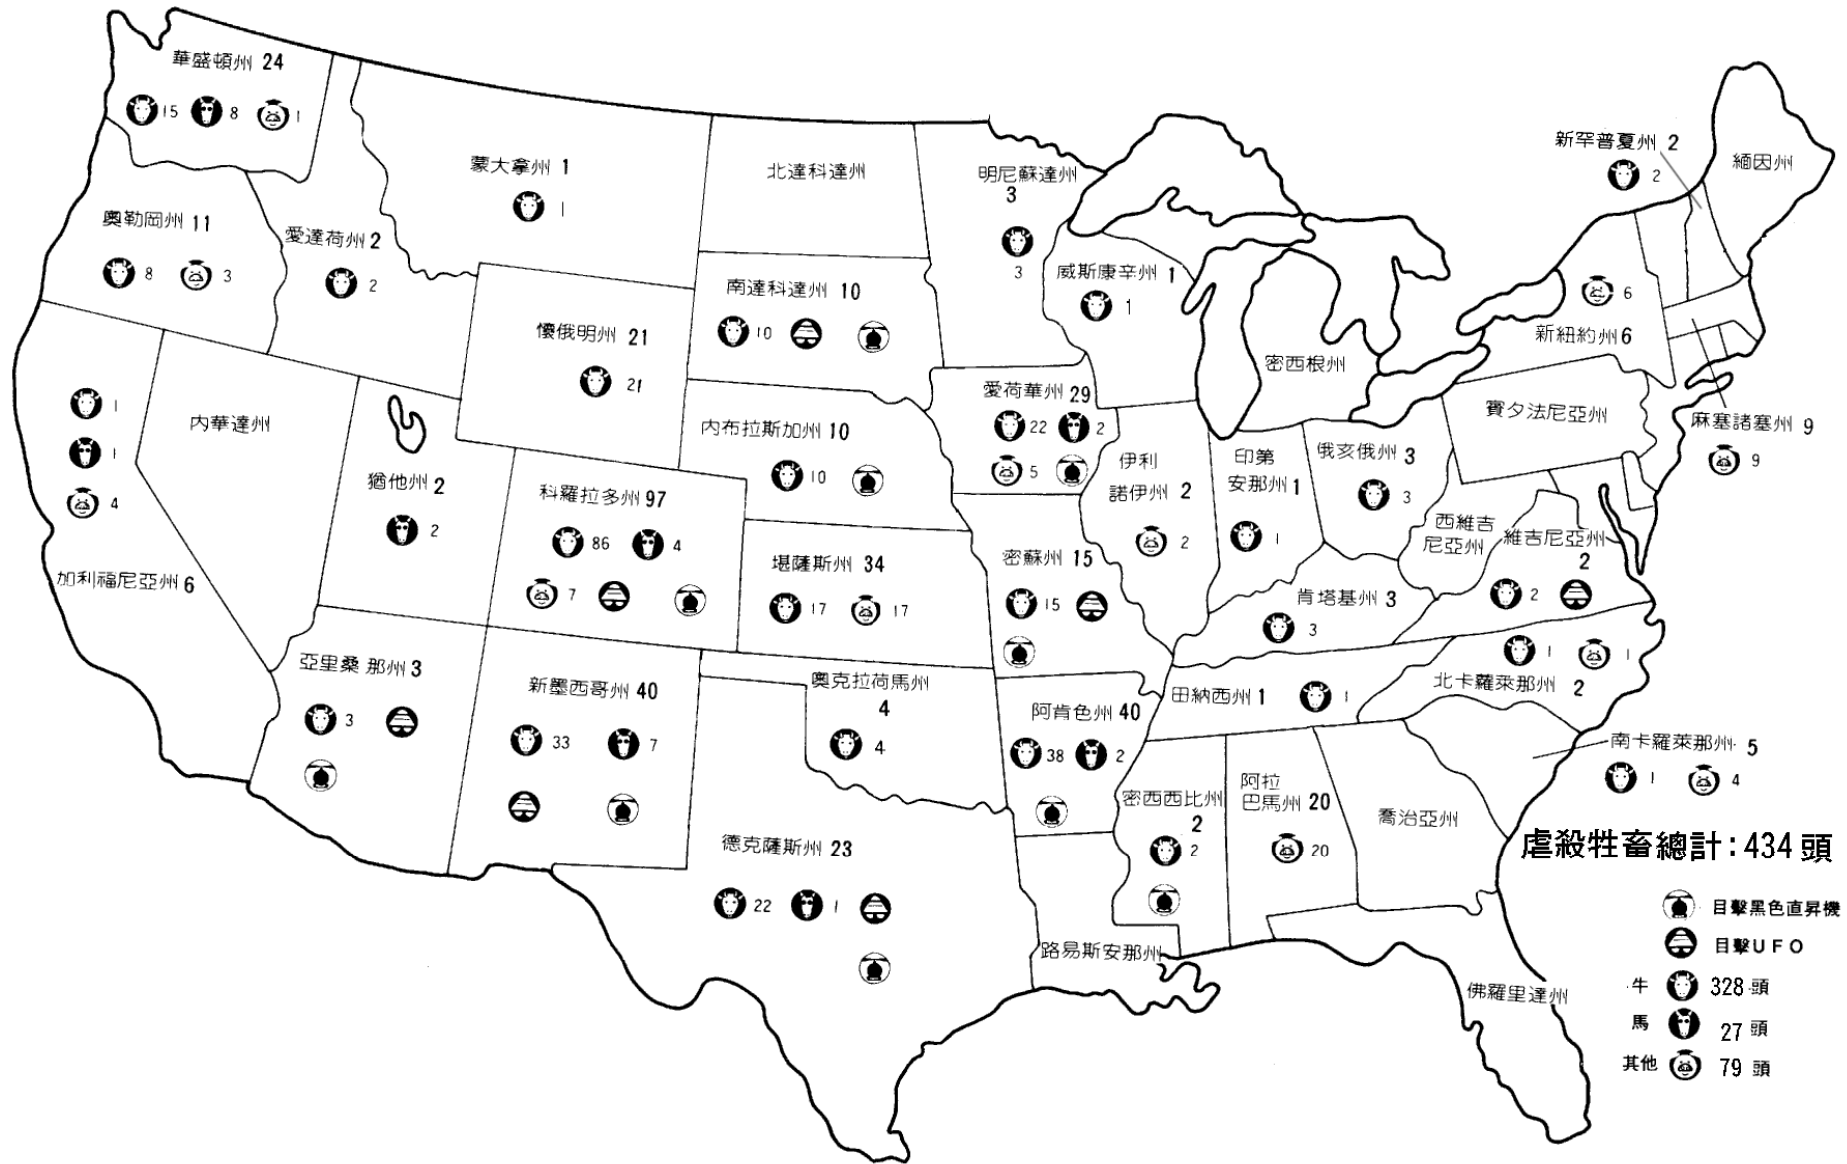 華盛頓州 24
15 8 1
奧勒岡州 11
8 3
愛達荷州 2
2
蒙大拿州 1
1
北達科達州
明尼蘇達州
3
3
威斯康辛州 1
1
密西根州
新罕普夏州 2
2
緬因州
6
新紐約州 6
麻塞諸塞州 9
9
賓夕法尼亞州
南達科達州 10
10
懷俄明州 21
21
內布拉斯加州 10
10
愛荷華州 29
22 2
5
伊利
諾伊州 2
2
印第
安那州 1
1
俄亥俄州 3
3
西維吉
尼亞州
維吉尼亞州
2
2
1
1
4
加利福尼亞州 6
內華達州
猶他州 2
2
科羅拉多州 97
86 4
7
堪薩斯州 34
17 17
密蘇州 15
15
肯塔基州 3
3
1 1
北卡羅萊那州 2
田納西州 1 1
南卡羅萊那州 5
1 4
亞里桑 那州 3
3
新墨西哥州 40
33 7
奧克拉荷馬州
4
4
阿肯色州 40
38 2
德克薩斯州 23
22 1
密西西比州
2
2
阿拉
巴馬州 20
20
喬治亞州
路易斯安那州
佛羅里達州
虐殺牲畜總計:434頭
目擊黑色直昇機
目擊UFO
牛 328 頭
馬 27 頭
其他 79 頭